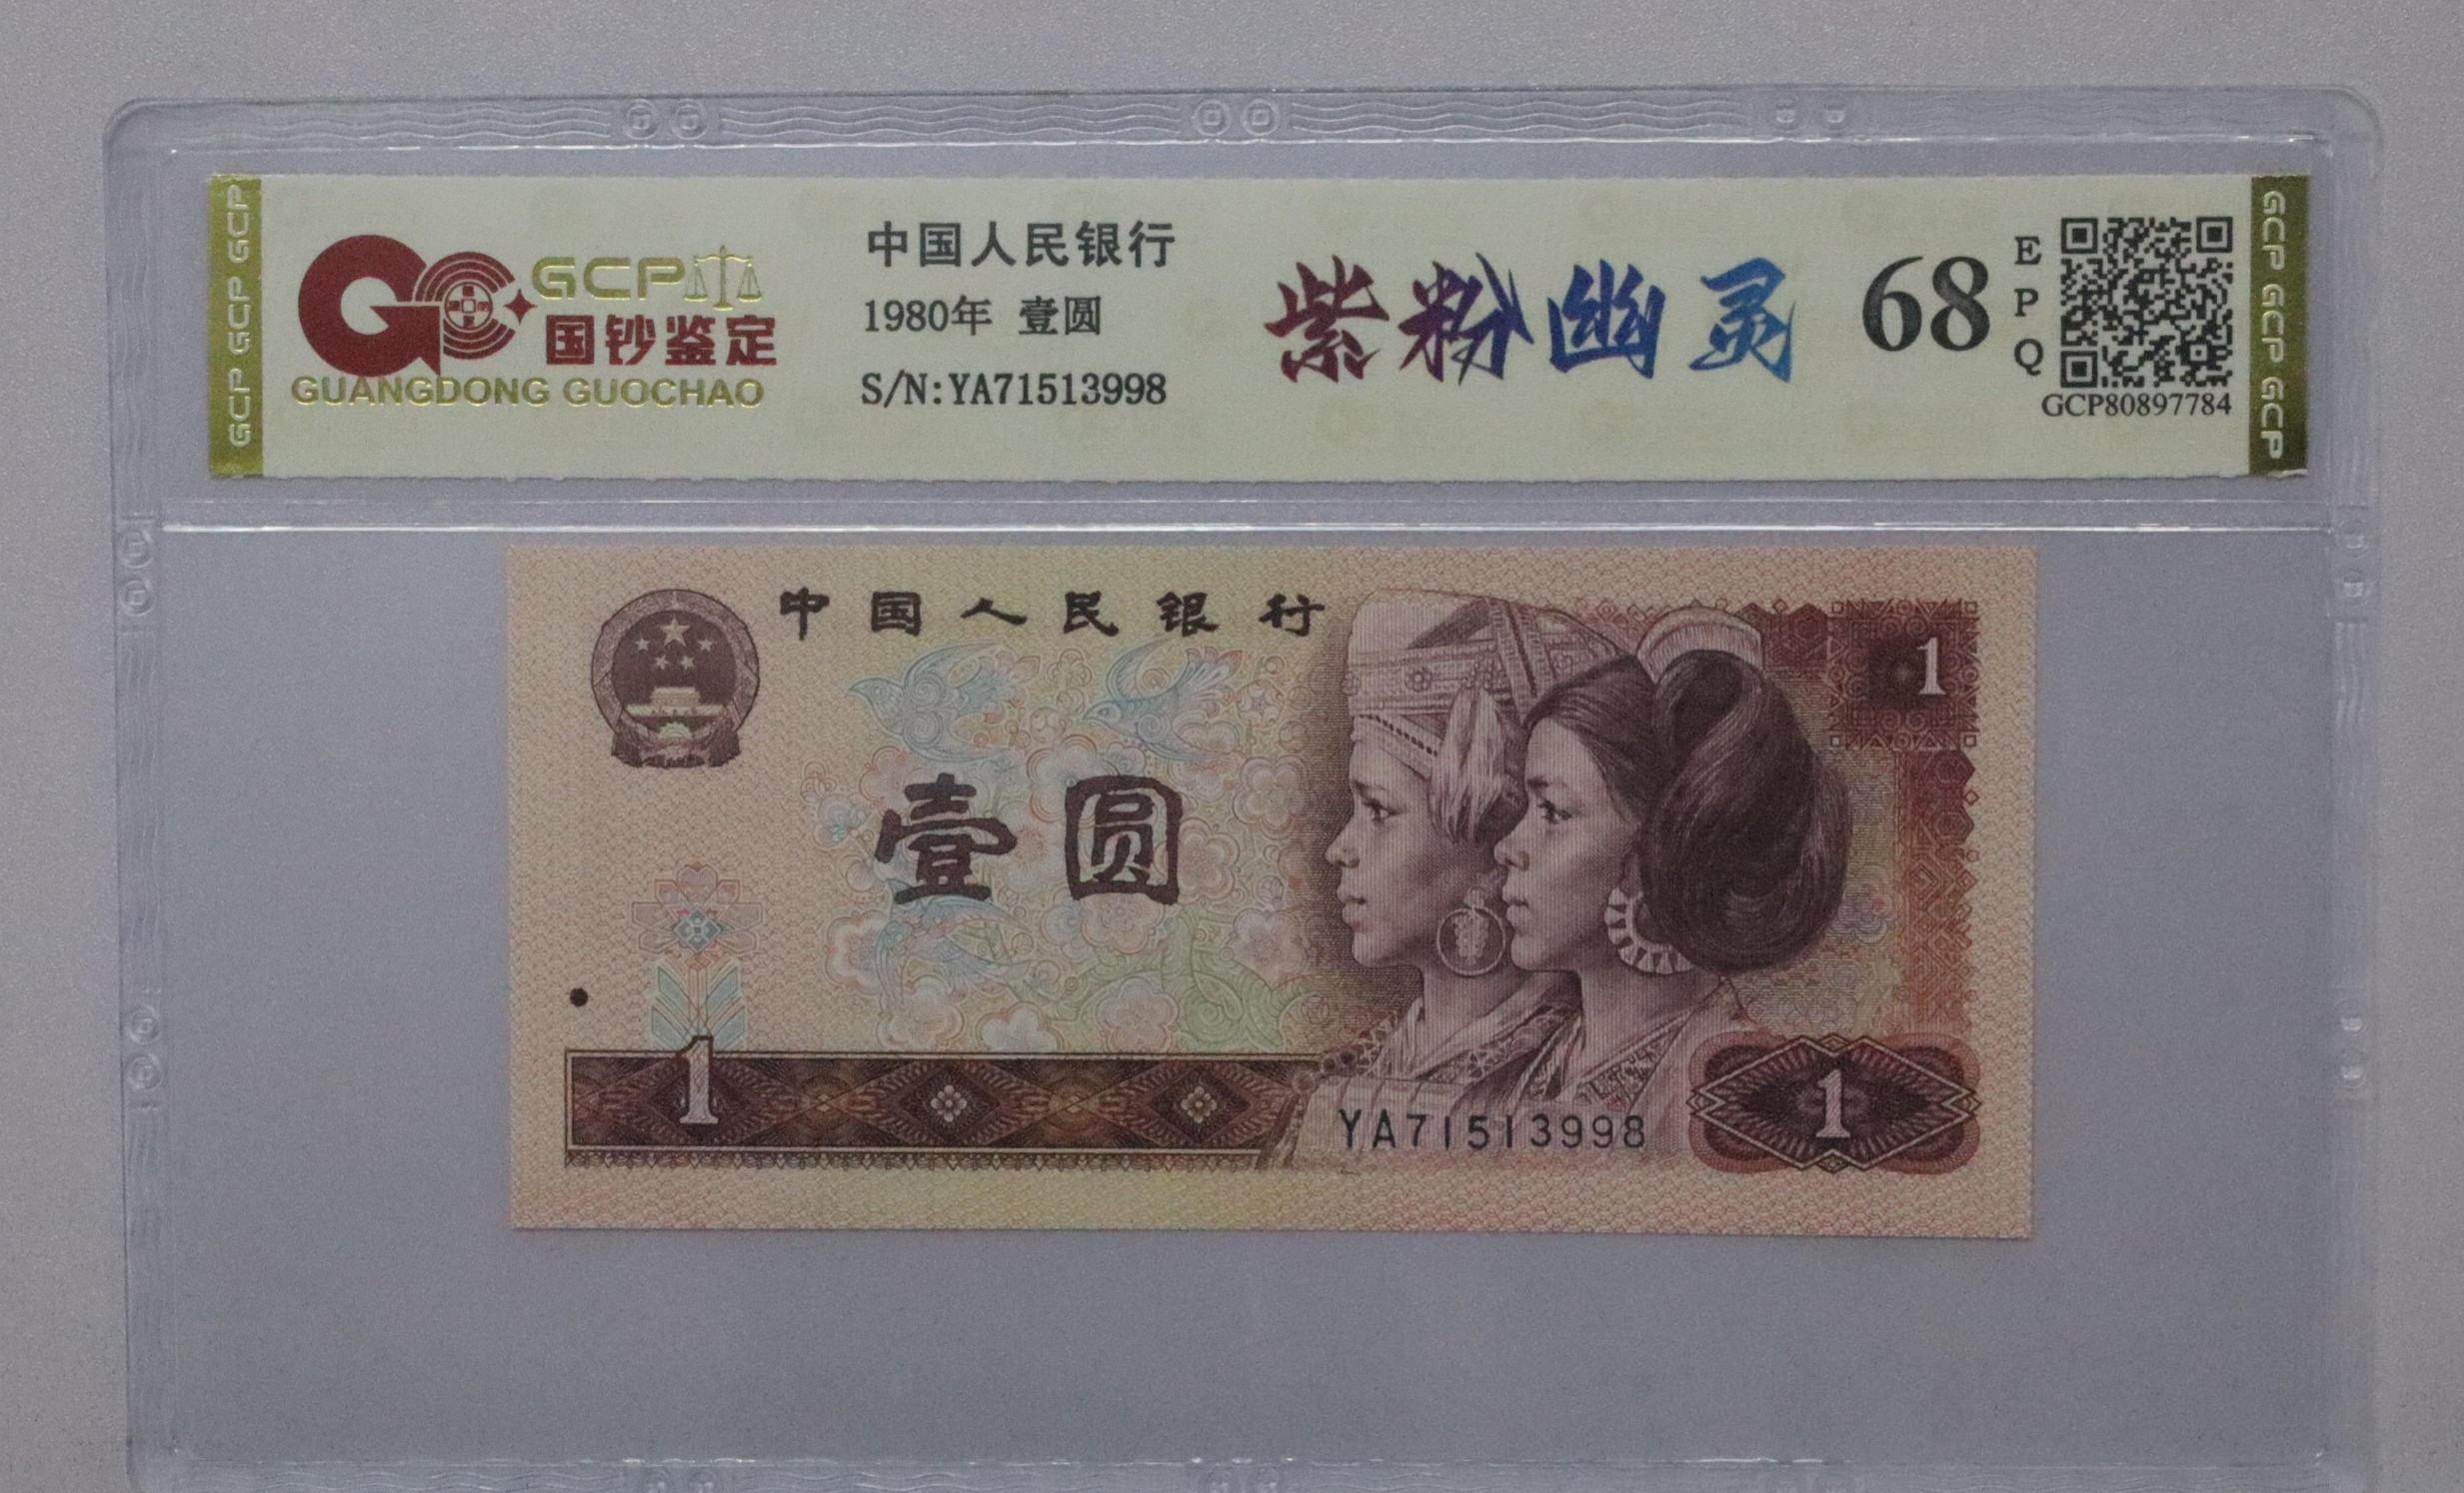 GCP GCP GCP
GCP
国钞鉴定
GUANGDONG GUOCHAO
中国人民银行
1980年 壹圆
S/N:YA71513998
紫粉幽灵
68
EPQ
GCP80897784
GCP GCP GCP
中国人民银行
1
壹圆
1
YA71513998
1